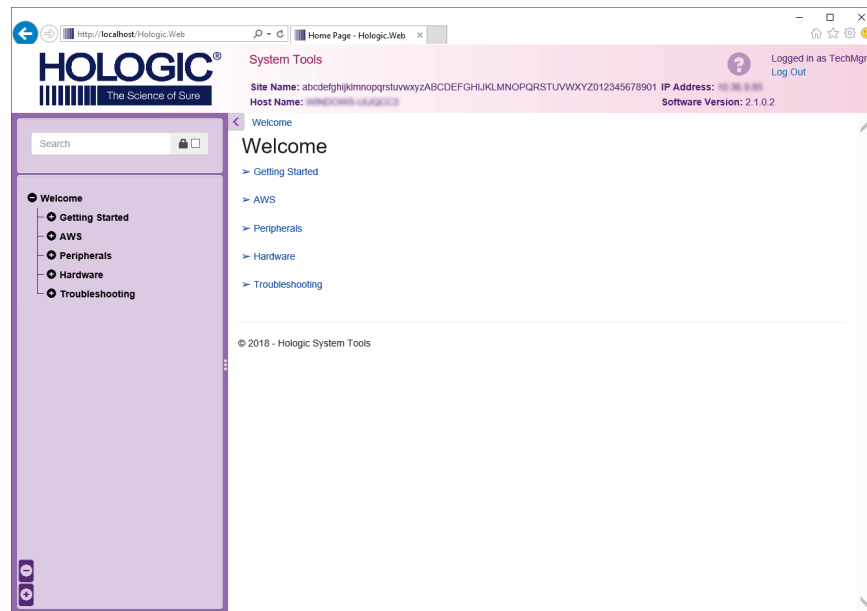 http://localhost/Hologic.Web
Home Page - Hologic.Web
HOLOGIC®
The Science of Sure
System Tools
Logged in as TechMgr
Log Out
Site Name: abcdefghijklmnopqrstuvwxyzABCDEFGHIJKLMNOPQRSTUVWXYZ012345678901 IP Address:
Host Name:
Software Version: 2.1.0.2
Search
Welcome
Welcome
Getting Started
AWS
Peripherals
Hardware
Troubleshooting
Welcome
Getting Started
AWS
Peripherals
Hardware
Troubleshooting
© 2018 - Hologic System Tools